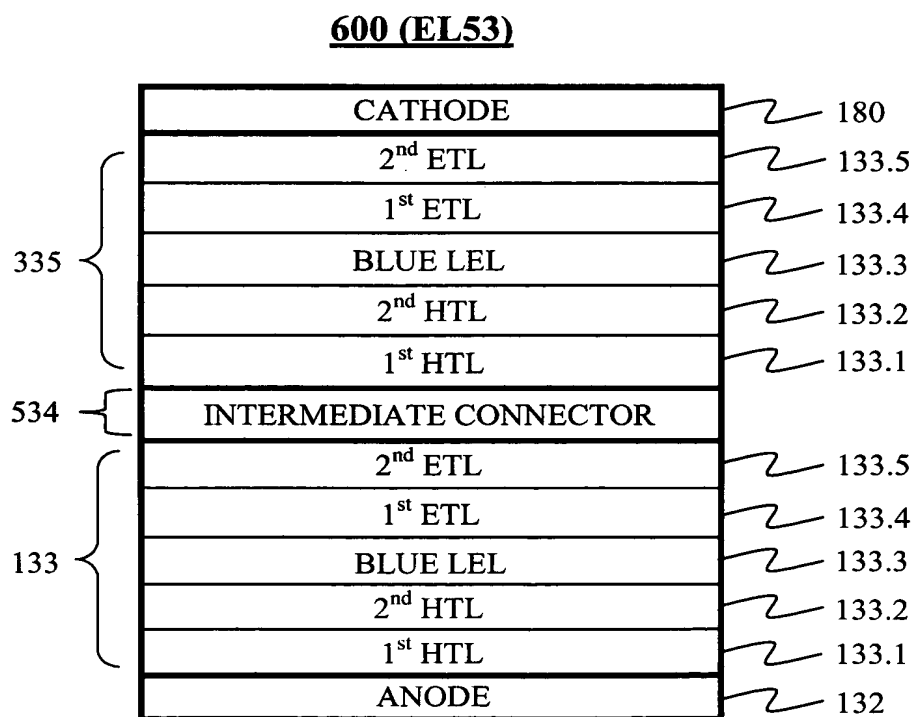 600 (EL53)
CATHODE 180
2nd ETL 133.5
1st ETL 133.4
335
BLUE LEL 133.3
2nd HTL 133.2
1st HTL 133.1
534 INTERMEDIATE CONNECTOR
2nd ETL 133.5
1st ETL 133.4
133 BLUE LEL 133.3
2nd HTL 133.2
1st HTL 133.1
ANODE 132